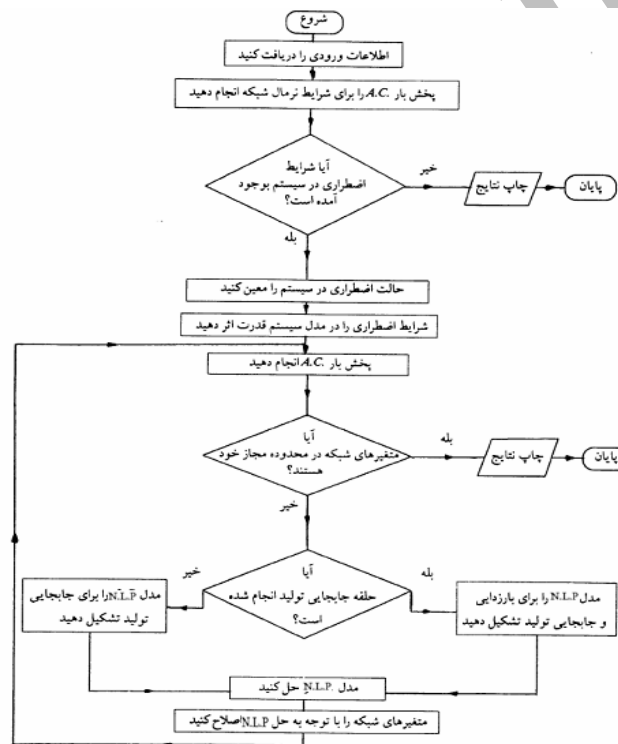 شروع
اطلاعات ورودی را دریافت کنید
پخش بار A.C. را برای شرایط نرمال شبکه انجام دهید
آیا شرایط
اضطراری در سیستم بوجود
آمده است؟
خیر
چاپ نتایج
پایان
بله
حالت اضطراری در سیستم را معین کنید
شرایط اضطراری را در مدل سیستم قدرت اثر دهید
پخش بار A.C. انجام دهید
آیا
متغیرهای شبکه در محدوده مجاز خود
هستند؟
بله
چاپ نتایج
پایان
خیر
آیا
حلقه جابجایی تولید انجام شده
است؟
خیر
بله
مدل N.L.P را برای جابجایی
تولید تشکیل دهید
مدل N.L.P را برای بارزدایی
و جابجایی تولید تشکیل دهید
مدل N.L.P. حل کنید
متغیرهای شبکه را با توجه به حل N.L.P اصلاح کنید